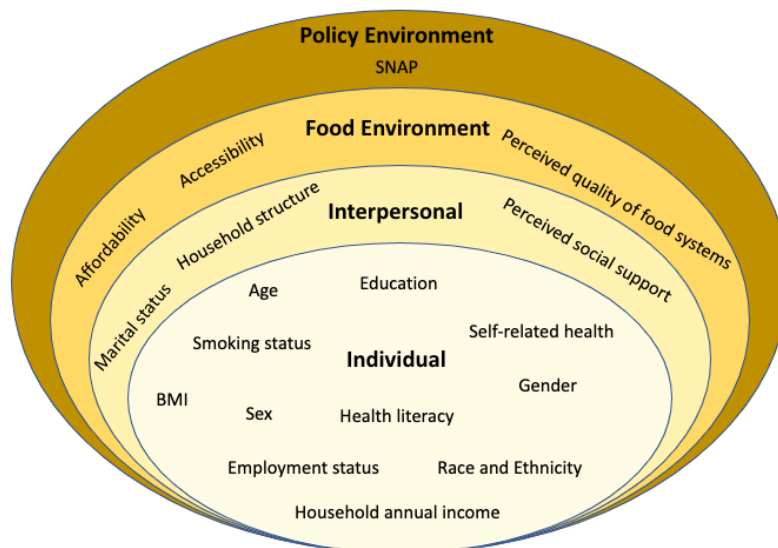 Policy Environment
SNAP
Food Environment
Accessibility
Affordability
Perceived quality of food systems
Interpersonal
Household structure
Marital status
Perceived social support
Age
Education
Smoking status
Self-related health
Individual
BMI
Sex
Health literacy
Gender
Employment status
Race and Ethnicity
Household annual income